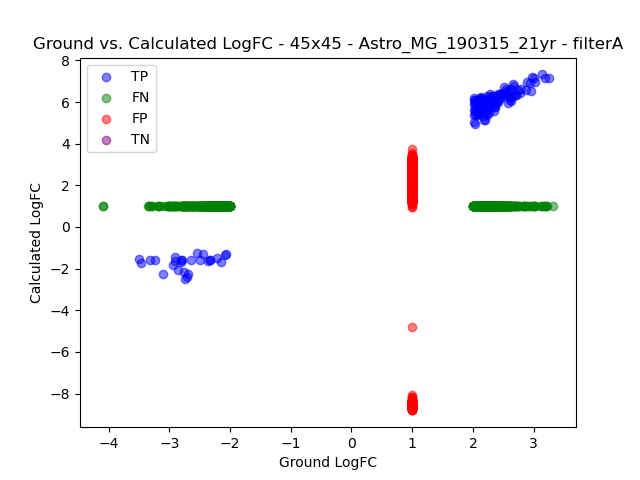 Ground vs. Calculated LogFC - 45x45 - Astro_MG_190315_21yr - filterA
8
6
4
2
0
−2
−4
−6
−8
Calculated LogFC
TP
FN
FP
TN
−4 −3 −2 −1 0 1 2 3
Ground LogFC